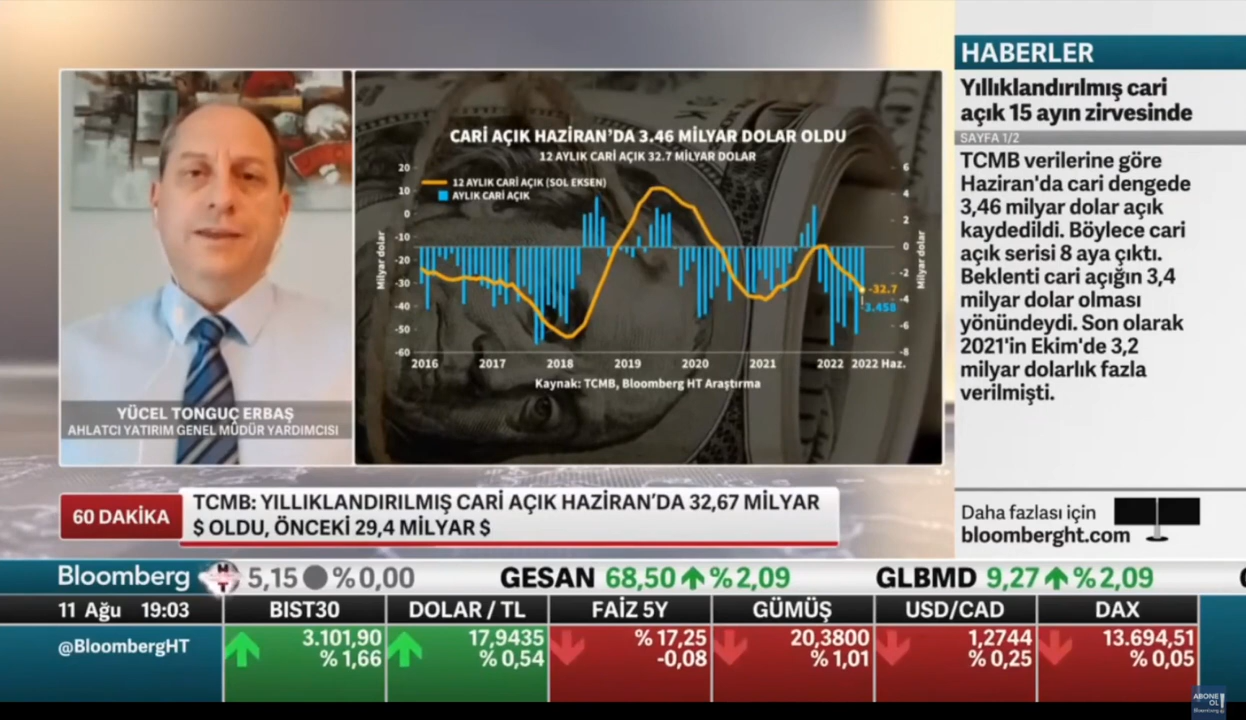 HABERLER
Yıllıklandırılmış cari
açık 15 ayın zirvesinde
SAYFA 1/2
TCMB verilerine göre
Haziran'da cari dengede
3,46 milyar dolar açık
kaydedildi. Böylece cari
açık serisi 8 aya çıktı.
Beklenti cari açığın 3,4
milyar dolar olması
yönündeydi. Son olarak
2021'in Ekim'de 3,2
milyar dolarlık fazla
verilmişti.
Daha fazlası için
bloomberght.com
CARİ AÇIK HAZİRAN'DA 3.46 MİLYAR DOLAR OLDU
12 AYLIK CARİ AÇIK 32.7 MİLYAR DOLAR
12 AYLIK CARİ AÇIK (SOL EKSEN)
AYLIK CARİ AÇIK
Milyar dolar
20
10
0
-10
-20
-30
-40
-50
-60
6
4
2
0
-2
-4
-6
-8
Milyar dolar
-32.7
-3.458
2016 2017 2018 2019 2020 2021 2022 2022 Haz.
Kaynak: TCMB, Bloomberg HT Araştırma
YÜCEL TONGUÇ ERBAŞ
AHLATCI YATIRIM GENEL MÜDÜR YARDIMCISI
60 DAKİKA
TCMB: YILLIKLANDIRILMIŞ CARİ AÇIK HAZİRAN'DA 32,67 MİLYAR
$ OLDU, ÖNCEKİ 29,4 MİLYAR $
Bloomberg HT 5,15 %0,00 GESAN 68,50 %2,09 GLBMD 9,27 %2,09
11 Ağu 19:03 BIST30 DOLAR / TL FAİZ 5Y GÜMÜŞ USD/CAD DAX
@BloombergHT 3.101,90 17,9435 % 17,25 20,3800 1,2744 13.694,51
% 1,66 % 0,54 -0,08 % 1,01 % 0,25 % 0,05
ABONE
OL!
Bloomberg